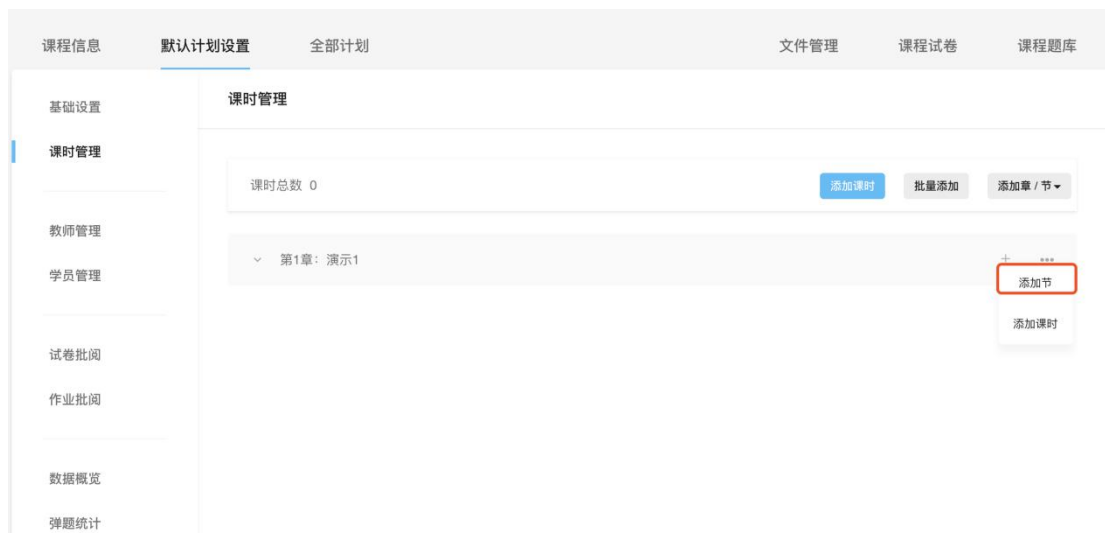 课程信息 默认计划设置 全部计划 文件管理 课程试卷 课程题库
基础设置
课时管理
课时管理
课时总数 0 添加课时 批量添加 添加章 / 节
教师管理
学员管理
第1章：演示1
添加节
添加课时
试卷批阅
作业批阅
数据概览
弹题统计